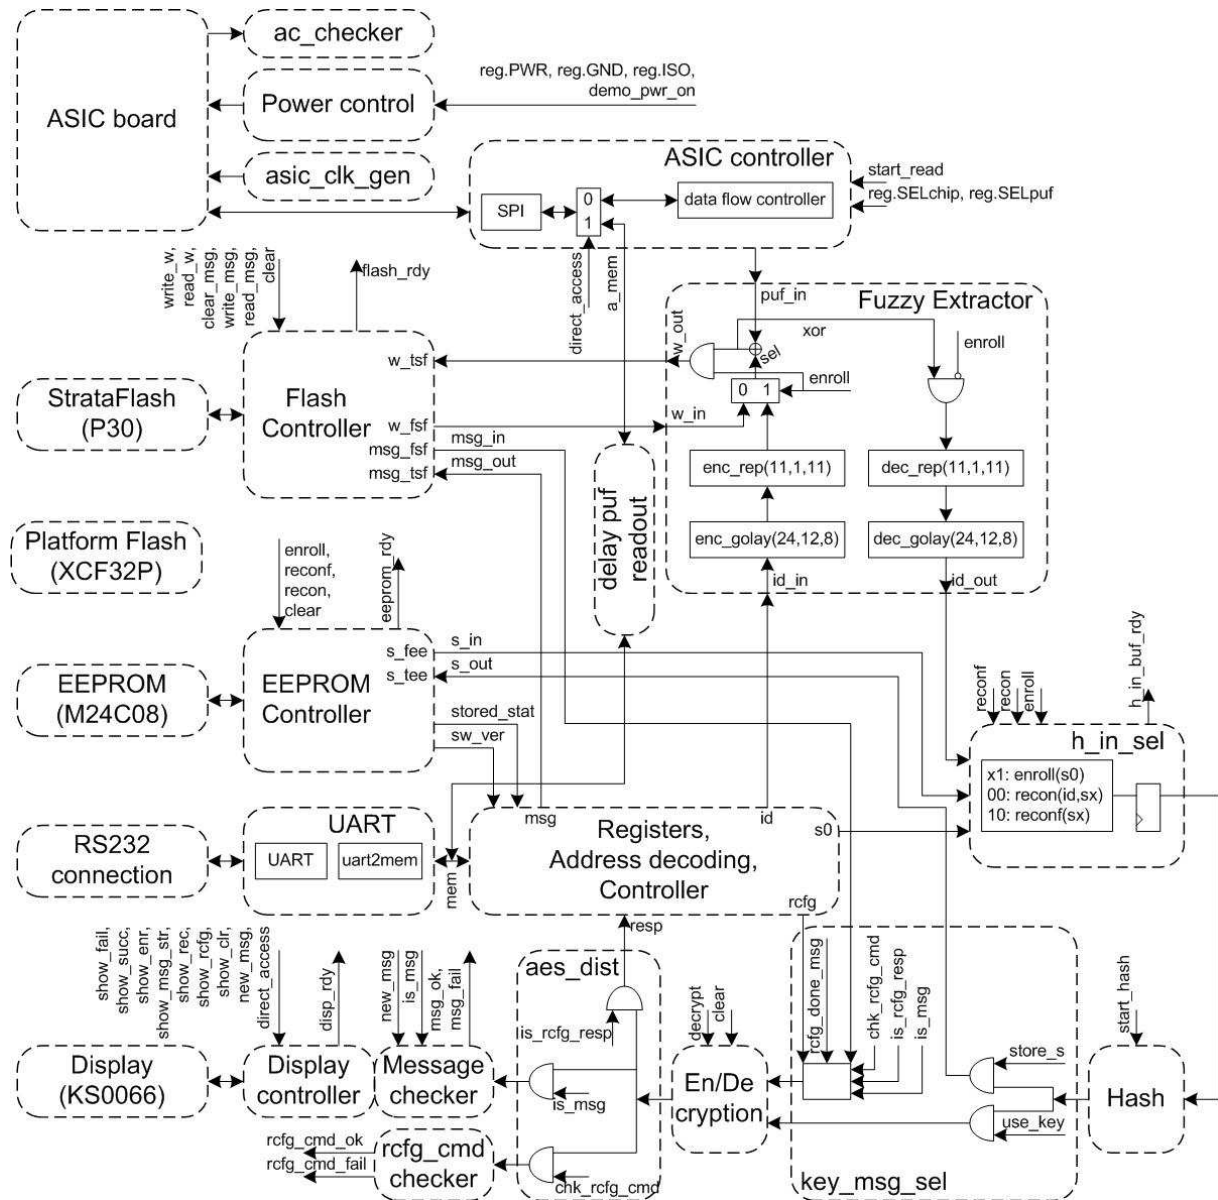 ac_checker
reg.PWR, reg.GND, reg.ISO,
demo_pwr_on
ASIC board
Power control
asic_clk_gen
ASIC controller
start_read
reg.SELchip, reg.SELpuf
SPI
0
1
data flow controller
write_w,
read_w,
clear_msg,
write_msg,
read_msg,
clear
flash_rdy
direct_access
a_mem
puf_in
Fuzzy Extractor
xor
w_out
sel
enroll
enroll
0 1
w_tsf
StrataFlash
(P30)
Flash
Controller
w_fsf
w_in
msg_fsf
msg_in
msg_tsf
msg_out
enc_rep(11,1,11)
dec_rep(11,1,11)
enc_golay(24,12,8)
dec_golay(24,12,8)
id_in
id_out
delay puf
readout
Platform Flash
(XCF32P)
enroll,
reconf,
recon,
clear
eeprom_rdy
EEPROM
(M24C08)
EEPROM
Controller
s_fee
s_in
s_tee
s_out
stored_stat
sw_ver
reconf
recon
enroll
h_in_buf_rdy
h_in_sel
x1: enroll(s0)
00: recon(id,sx)
10: reconf(sx)
RS232
connection
UART
UART
uart2mem
mem
msg
id
s0
Registers,
Address decoding,
Controller
rcfg
resp
show_fail,
show_succ,
show_enr,
show_msg_str,
show_rec,
show_rcfg,
show_clr,
new_msg,
direct_access
disp_rdy
new_msg
is_msg
msg_ok,
msg_fail
aes_dist
is_rcfg_resp
is_msg
chk_rcfg_cmd
decrypt
clear
rcfg_done_msg
chk_rcfg_cmd
is_rcfg_resp
is_msg
store_s
use_key
start_hash
Display
(KS0066)
Display
controller
Message
checker
En/De
cryption
Hash
rcfg_cmd_ok
rcfg_cmd_fail
rcfg_cmd
checker
key_msg_sel